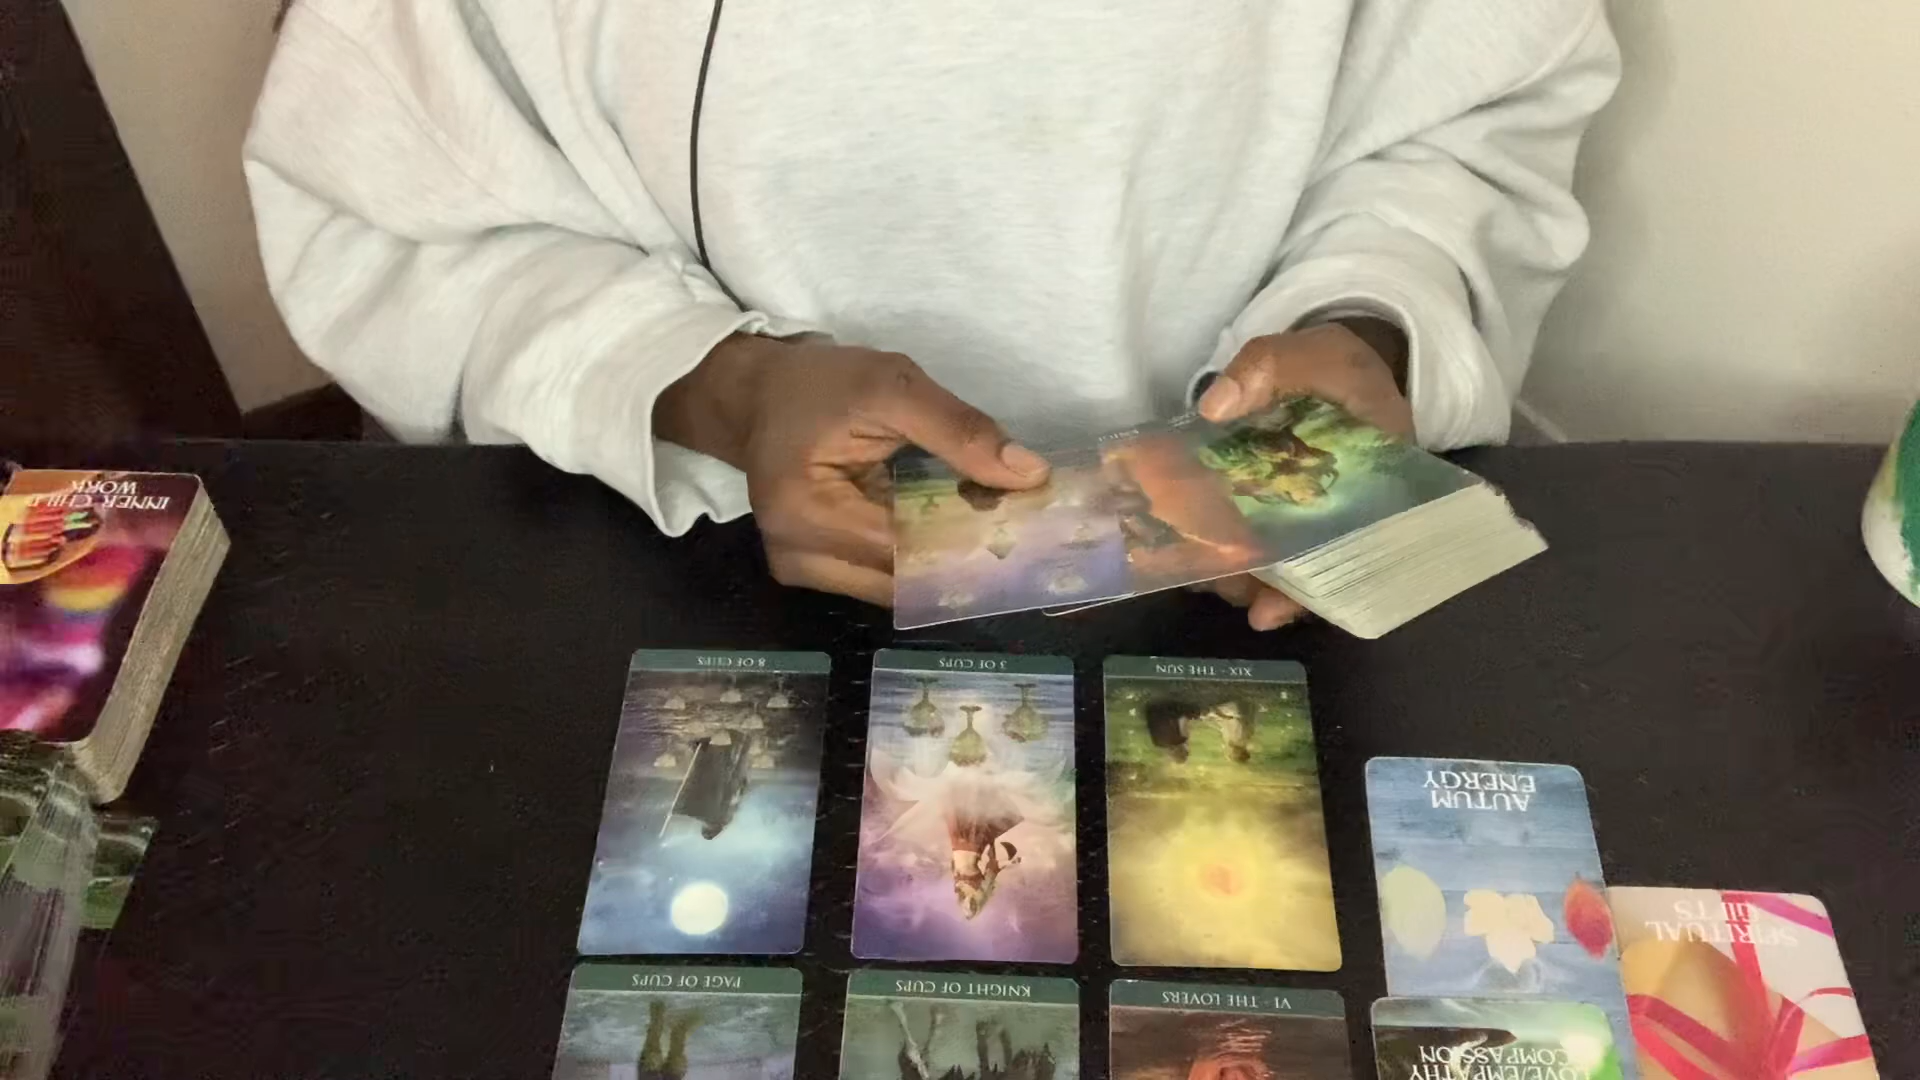 INNER CHILD
WORK
8 OF CUPS
3 OF CUPS
XIX - THE SUN
AUTUM
ENERGY
SPIRITUAL
GIFTS
PAGE OF CUPS
KNIGHT OF CUPS
VI - THE LOVERS
LOVE/EMPATHY
COMPASSION